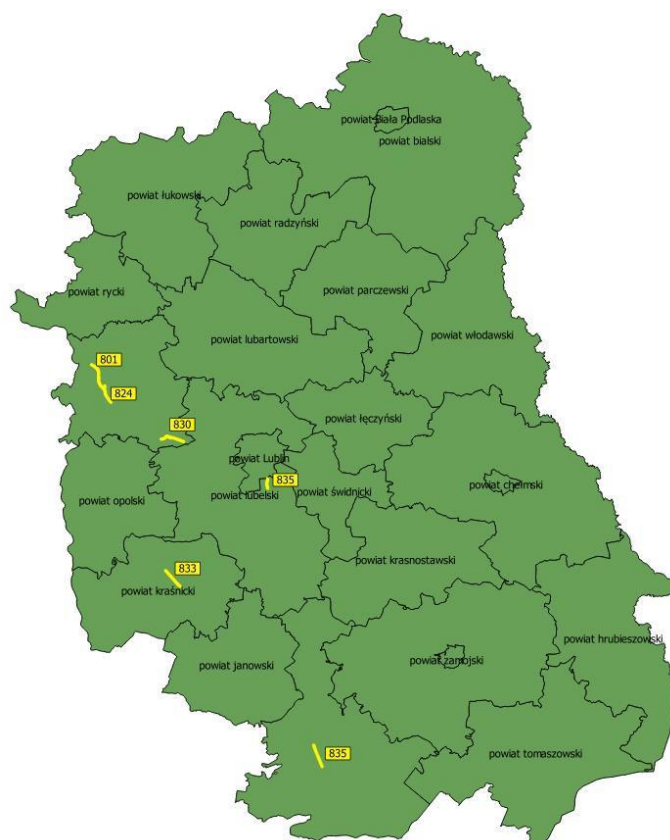 powiat Biała Podlaska
powiat bialski
powiat łukowski
powiat radzyński
powiat rycki
powiat parczewski
powiat lubartowski
powiat włodawski
801
824
830
powiat łęczyński
powiat Lublin
835
powiat lubelski
powiat świdnicki
powiat opolski
powiat chełmski
powiat krasnostawski
833
powiat kraśnicki
powiat hrubieszowski
powiat janowski
powiat zamojski
835
powiat tomaszowski